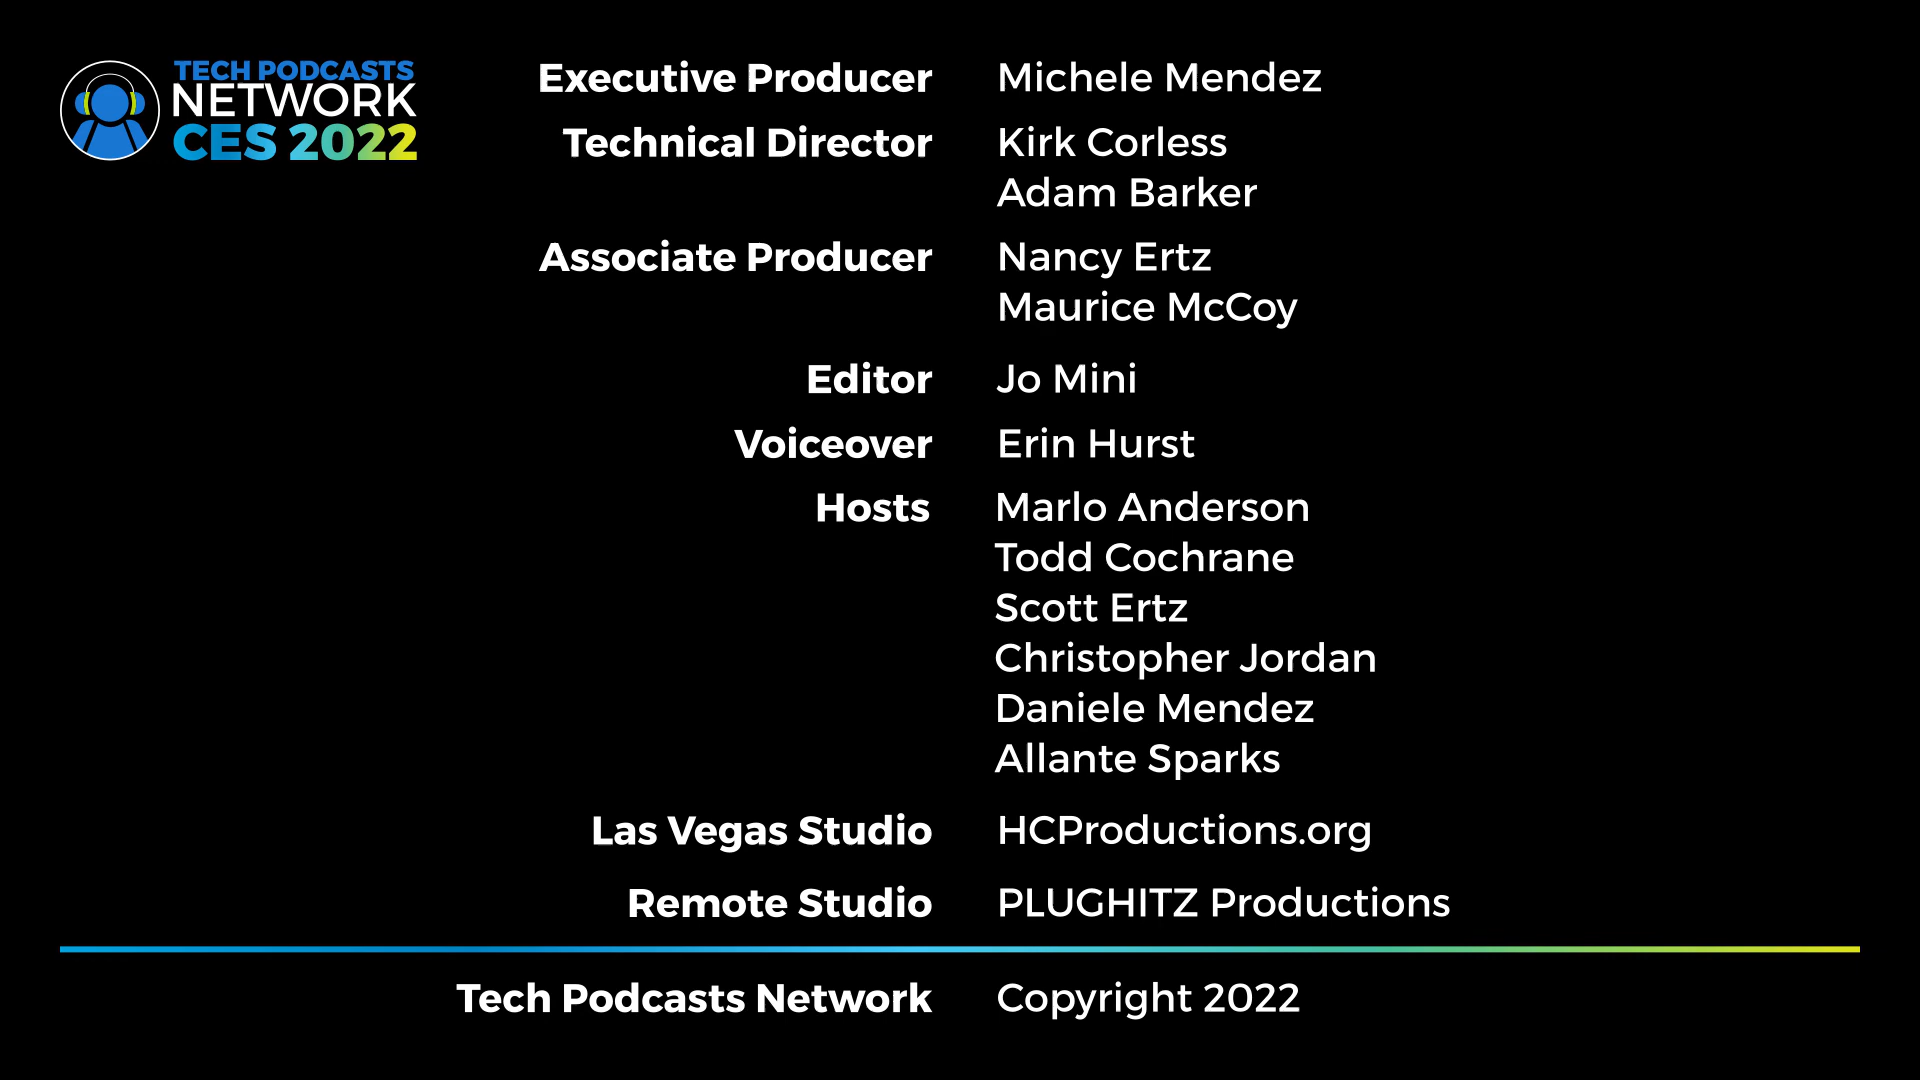 TECH PODCASTS
NETWORK
CES 2022
Executive Producer Michele Mendez
Technical Director Kirk Corless
Adam Barker
Associate Producer Nancy Ertz
Maurice McCoy
Editor Jo Mini
Voiceover Erin Hurst
Hosts Marlo Anderson
Todd Cochrane
Scott Ertz
Christopher Jordan
Daniele Mendez
Allante Sparks
Las Vegas Studio HCProductions.org
Remote Studio PLUGHITZ Productions
Tech Podcasts Network Copyright 2022